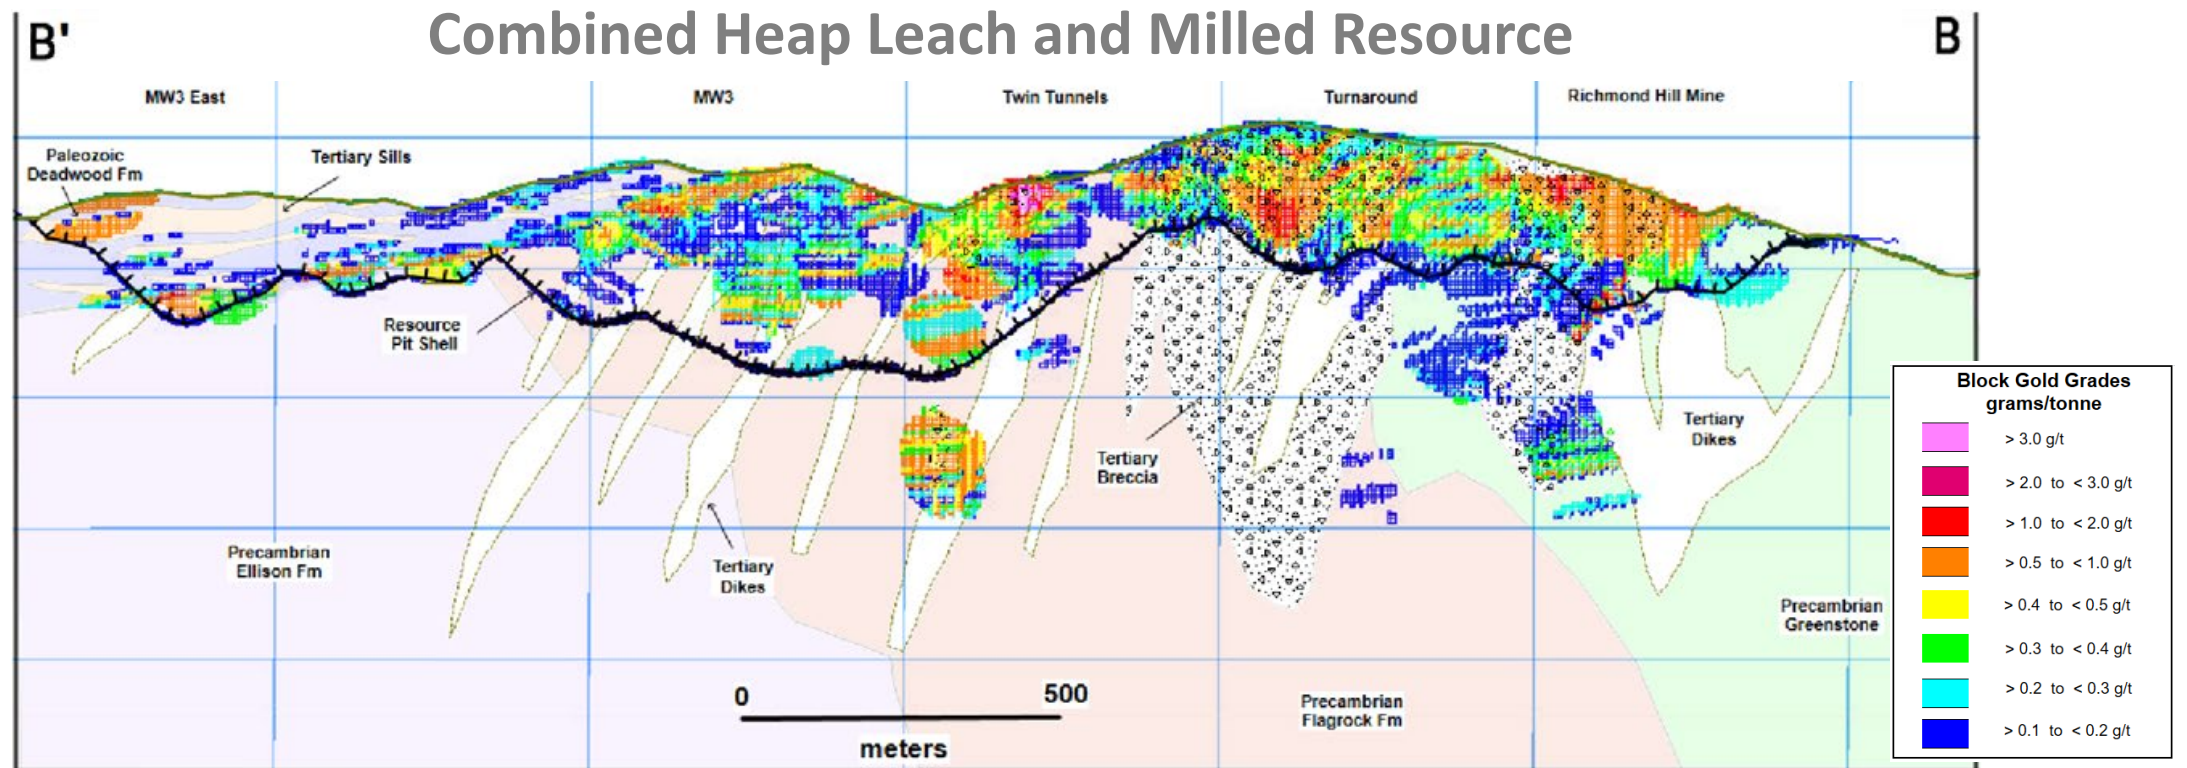 Combined Heap Leach and Milled Resource
B'
B
MW3 East
MW3
Twin Tunnels
Turnaround
Richmond Hill Mine
Paleozoic
Deadwood Fm
Tertiary Sills
Resource
Pit Shell
Tertiary
Breccia
Tertiary
Dikes
Precambrian
Ellison Fm
Tertiary
Dikes
Precambrian
Greenstone
Precambrian
Flagrock Fm
0
500
meters
Block Gold Grades
grams/tonne
> 3.0 g/t
> 2.0 to < 3.0 g/t
> 1.0 to < 2.0 g/t
> 0.5 to < 1.0 g/t
> 0.4 to < 0.5 g/t
> 0.3 to < 0.4 g/t
> 0.2 to < 0.3 g/t
> 0.1 to < 0.2 g/t